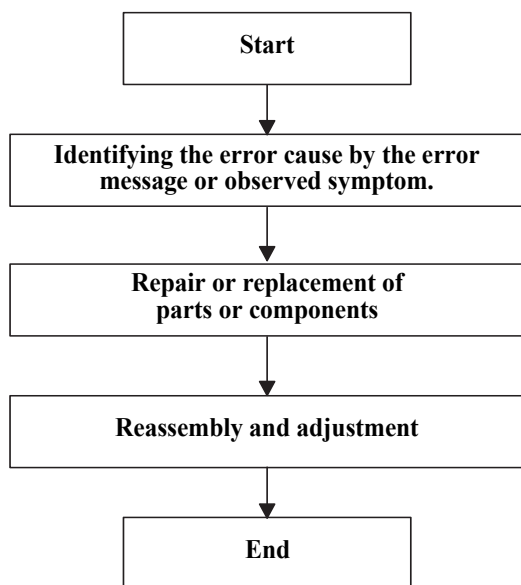 Start
Identifying the error cause by the error
message or observed symptom.
Repair or replacement of
parts or components
Reassembly and adjustment
End